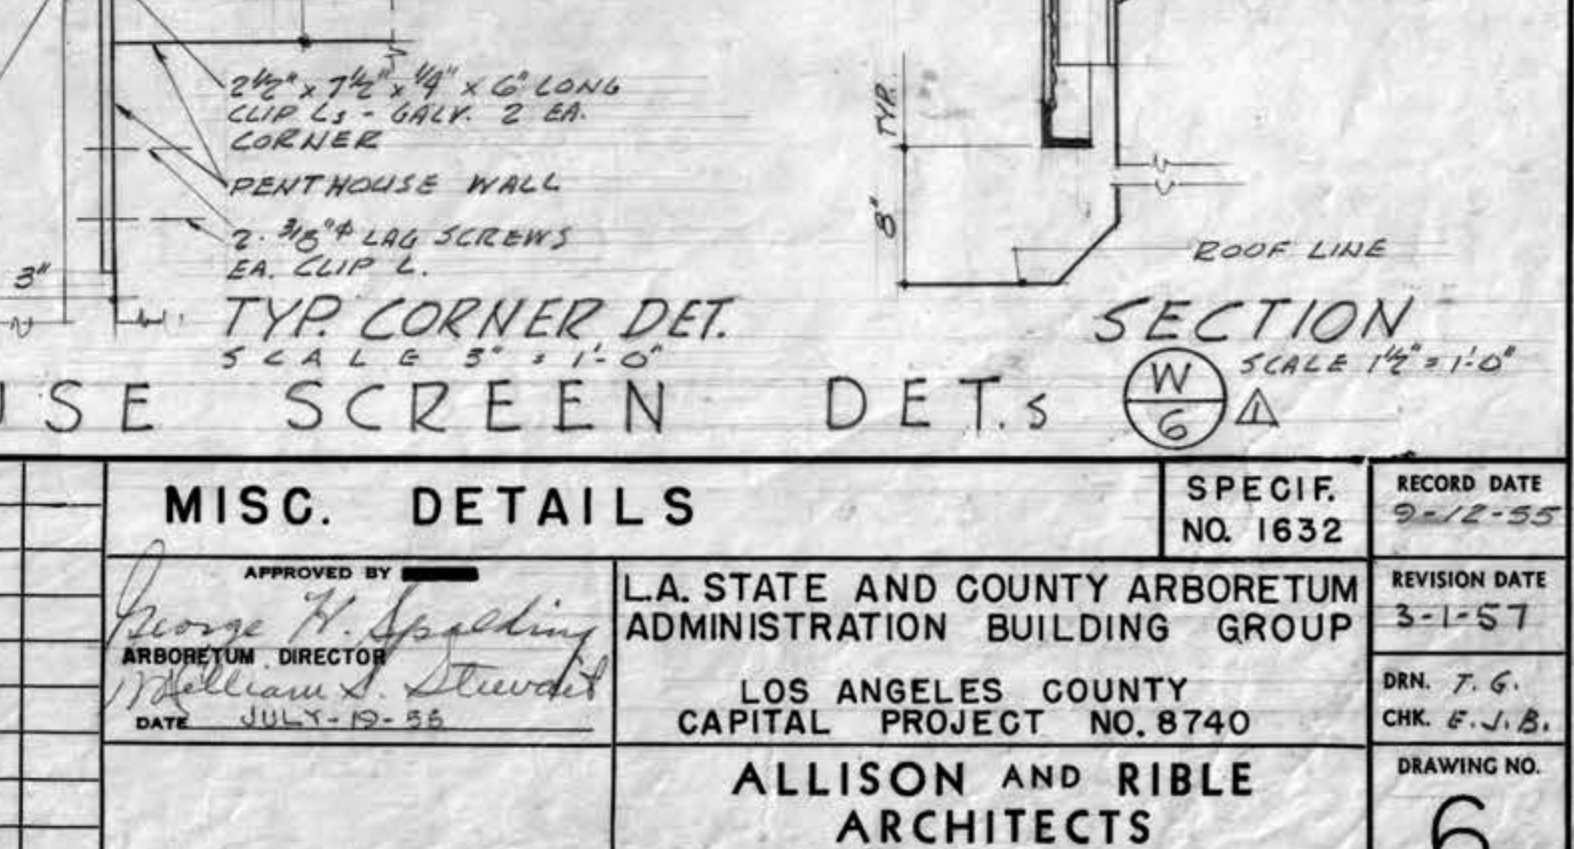 2½" x 7½" x ¼" x 6" LONG
CLIP Ls - GALV. 2 EA.
CORNER
PENTHOUSE WALL
2. 3/8"φ LAG SCREWS
EA. CLIP L.
3"
TYP. CORNER DET.
SCALE 3" = 1'-0"
TYP.
8"
ROOF LINE
SECTION
SCALE 1½" = 1'-0"
USE SCREEN DET.s
W
6
1
MISC. DETAILS
SPECIF.
NO. 1632
RECORD DATE
9-12-55
APPROVED BY
George H. Spalding
ARBORETUM DIRECTOR
William S. Stewart
DATE JULY-19-56
L.A. STATE AND COUNTY ARBORETUM
ADMINISTRATION BUILDING GROUP
LOS ANGELES COUNTY
CAPITAL PROJECT NO. 8740
REVISION DATE
3-1-57
DRN. T. G.
CHK. E. J. B.
ALLISON AND RIBLE
ARCHITECTS
DRAWING NO.
6